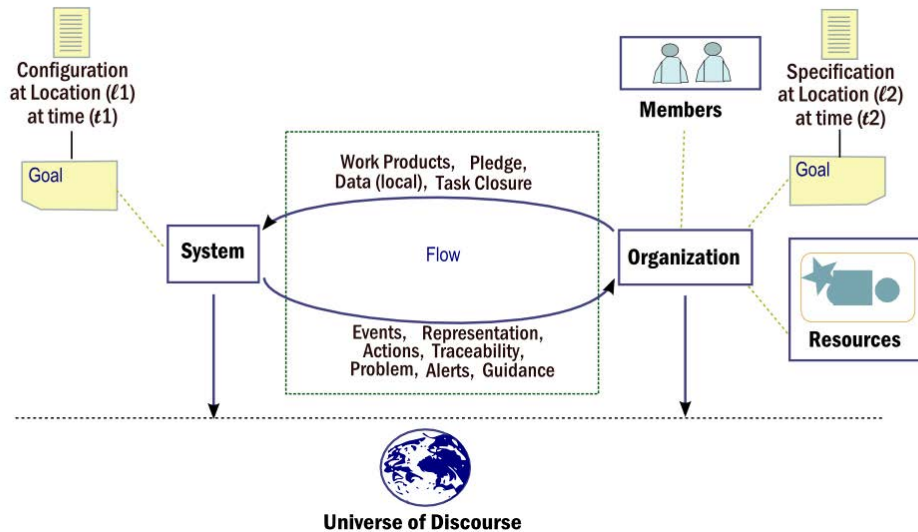 Configuration
at Location (ℓ1)
at time (t1)
Goal
Members
Specification
at Location (ℓ2)
at time (t2)
Goal
Work Products, Pledge,
Data (local), Task Closure
System
Flow
Organization
Events, Representation,
Actions, Traceability,
Problem, Alerts, Guidance
Resources
Universe of Discourse